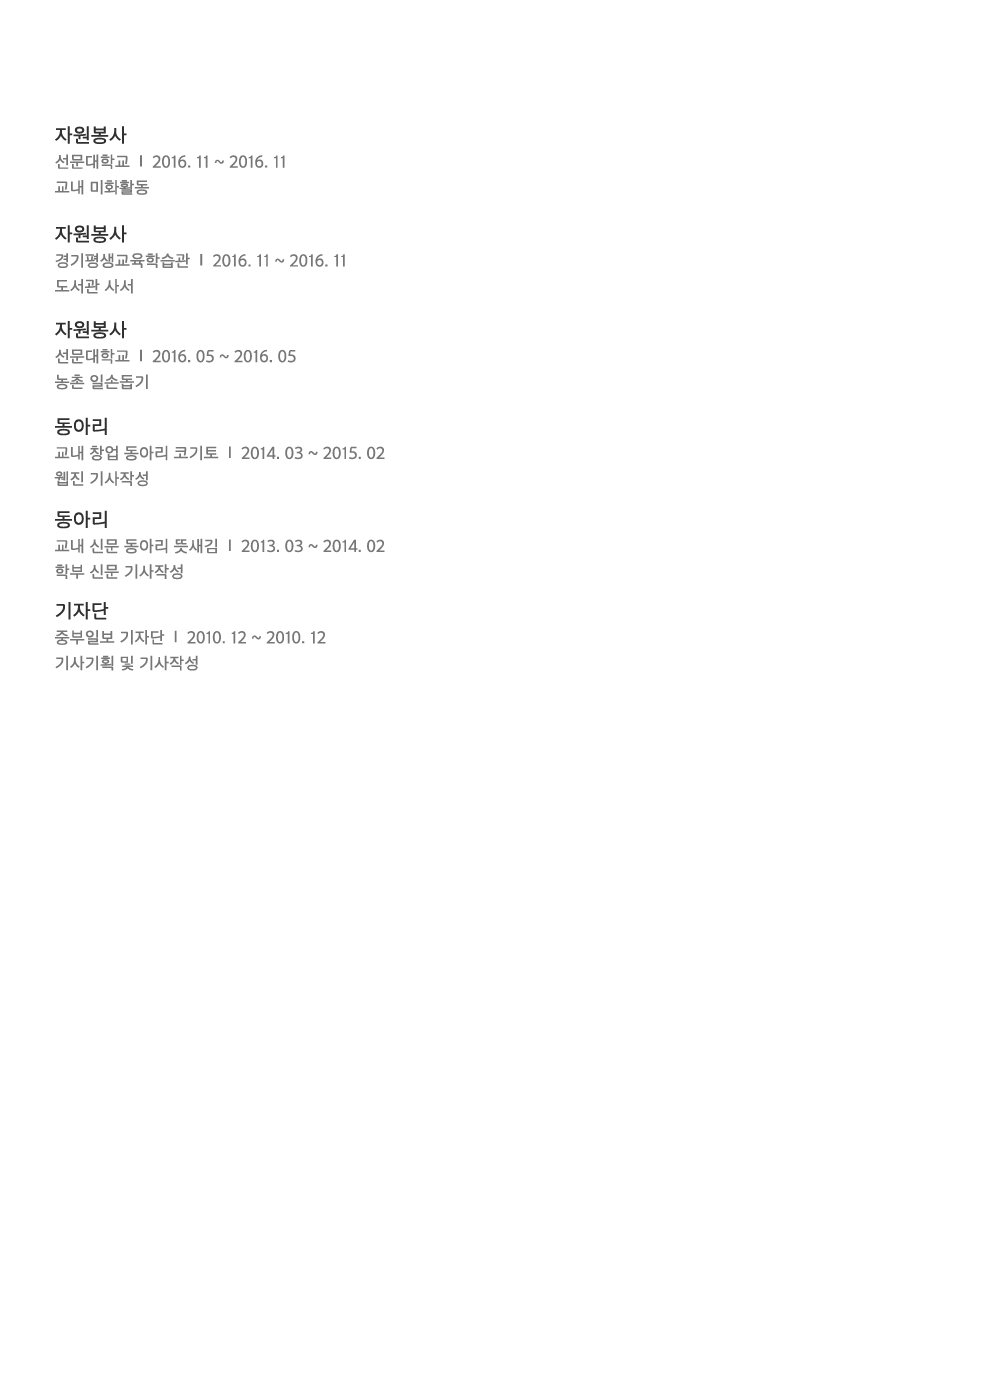 자원봉사
선문대학교 ㅣ 2016. 11 ~ 2016. 11
교내 미화활동
자원봉사
경기평생교육학습관 ㅣ 2016. 11 ~ 2016. 11
도서관 사서
자원봉사
선문대학교 ㅣ 2016. 05 ~ 2016. 05
농촌 일손돕기
동아리
교내 창업 동아리 코기토 ㅣ 2014. 03 ~ 2015. 02
웹진 기사작성
동아리
교내 신문 동아리 뜻새김 ㅣ 2013. 03 ~ 2014. 02
학부 신문 기사작성
기자단
중부일보 기자단 ㅣ 2010. 12 ~ 2010. 12
기사기획 및 기사작성